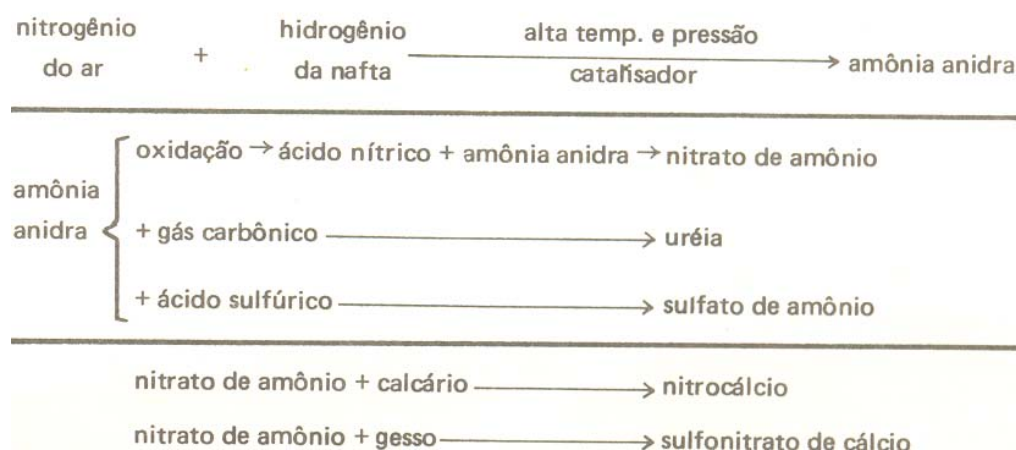 nitrogênio + hidrogênio alta temp. e pressão
do ar da nafta catalisador → amônia anidra
oxidação → ácido nítrico + amônia anidra → nitrato de amônio
amônia
anidra + gás carbônico → uréia
+ ácido sulfúrico → sulfato de amônio
nitrato de amônio + calcário → nitrocálcio
nitrato de amônio + gesso → sulfonitrato de cálcio